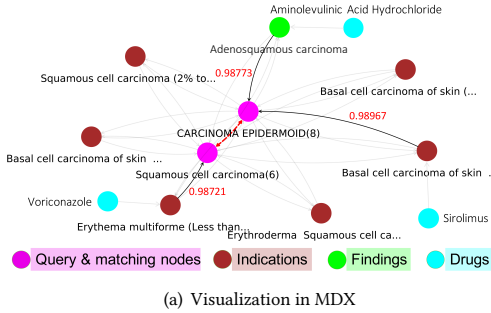 Aminolevulinic Acid Hydrochloride
Adenosquamous carcinoma
0.98773
Squamous cell carcinoma (2% to...
Basal cell carcinoma of skin (...
0.98967
CARCINOMA EPIDERMOID(8)
Basal cell carcinoma of skin ...
Squamous cell carcinoma(6)
Basal cell carcinoma of skin .
0.98721
Voriconazole
Erythema multiforme (Less than...
Erythroderma Squamous cell ca...
Sirolimus
Query & matching nodes
Indications
Findings
Drugs
(a) Visualization in MDX